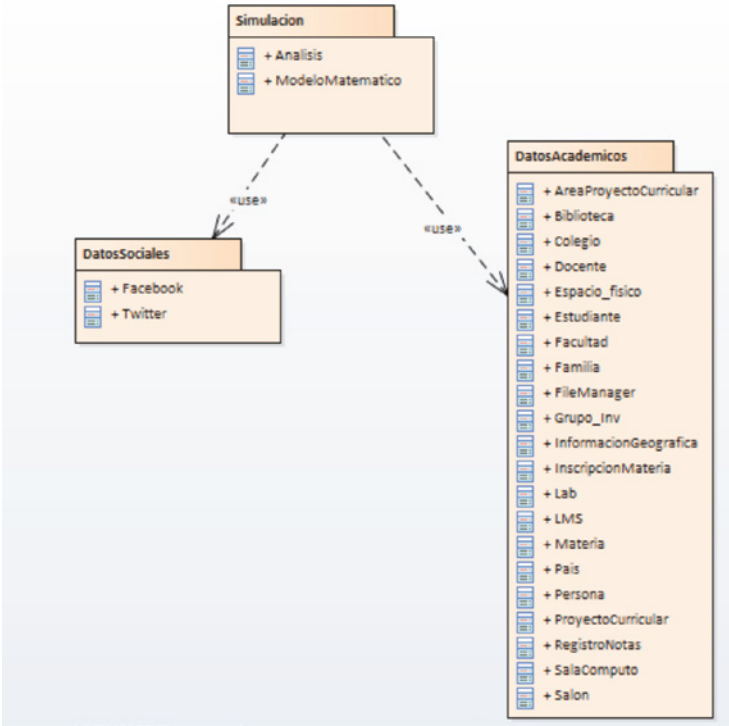 Simulacion
+ Analisis
+ ModeloMatematico
«use»
«use»
DatosSociales
+ Facebook
+ Twitter
DatosAcademicos
+ AreaProyectoCurricular
+ Biblioteca
+ Colegio
+ Docente
+ Espacio_fisico
+ Estudiante
+ Facultad
+ Familia
+ FileManager
+ Grupo_Inv
+ InformacionGeografica
+ InscripcionMateria
+ Lab
+ LMS
+ Materia
+ Pais
+ Persona
+ ProyectoCurricular
+ RegistroNotas
+ SalaComputo
+ Salon